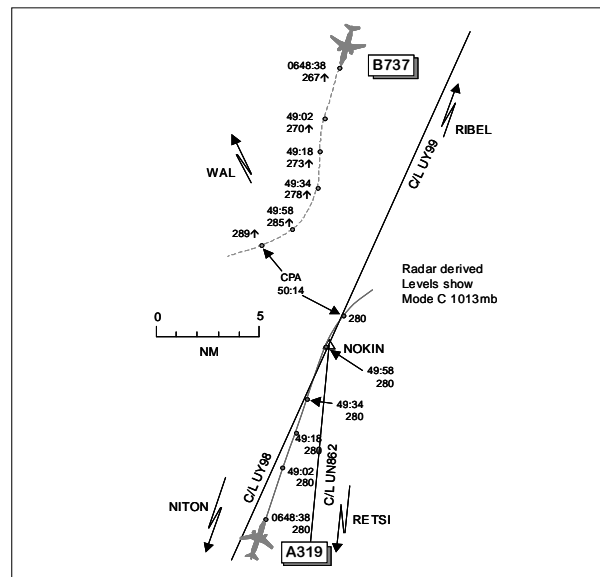 0648:38
267↑
B737
49:02
270↑
49:18
273↑
49:34
278↑
49:58
285↑
289↑
WAL
C/L UY99
RIBEL
CPA
50:14
Radar derived
Levels show
Mode C 1013mb
280
0
5
NM
NOKIN
49:58
280
49:34
280
49:18
280
49:02
280
C/L UY98
C/L UN862
NITON
RETSI
0648:38
280
A319